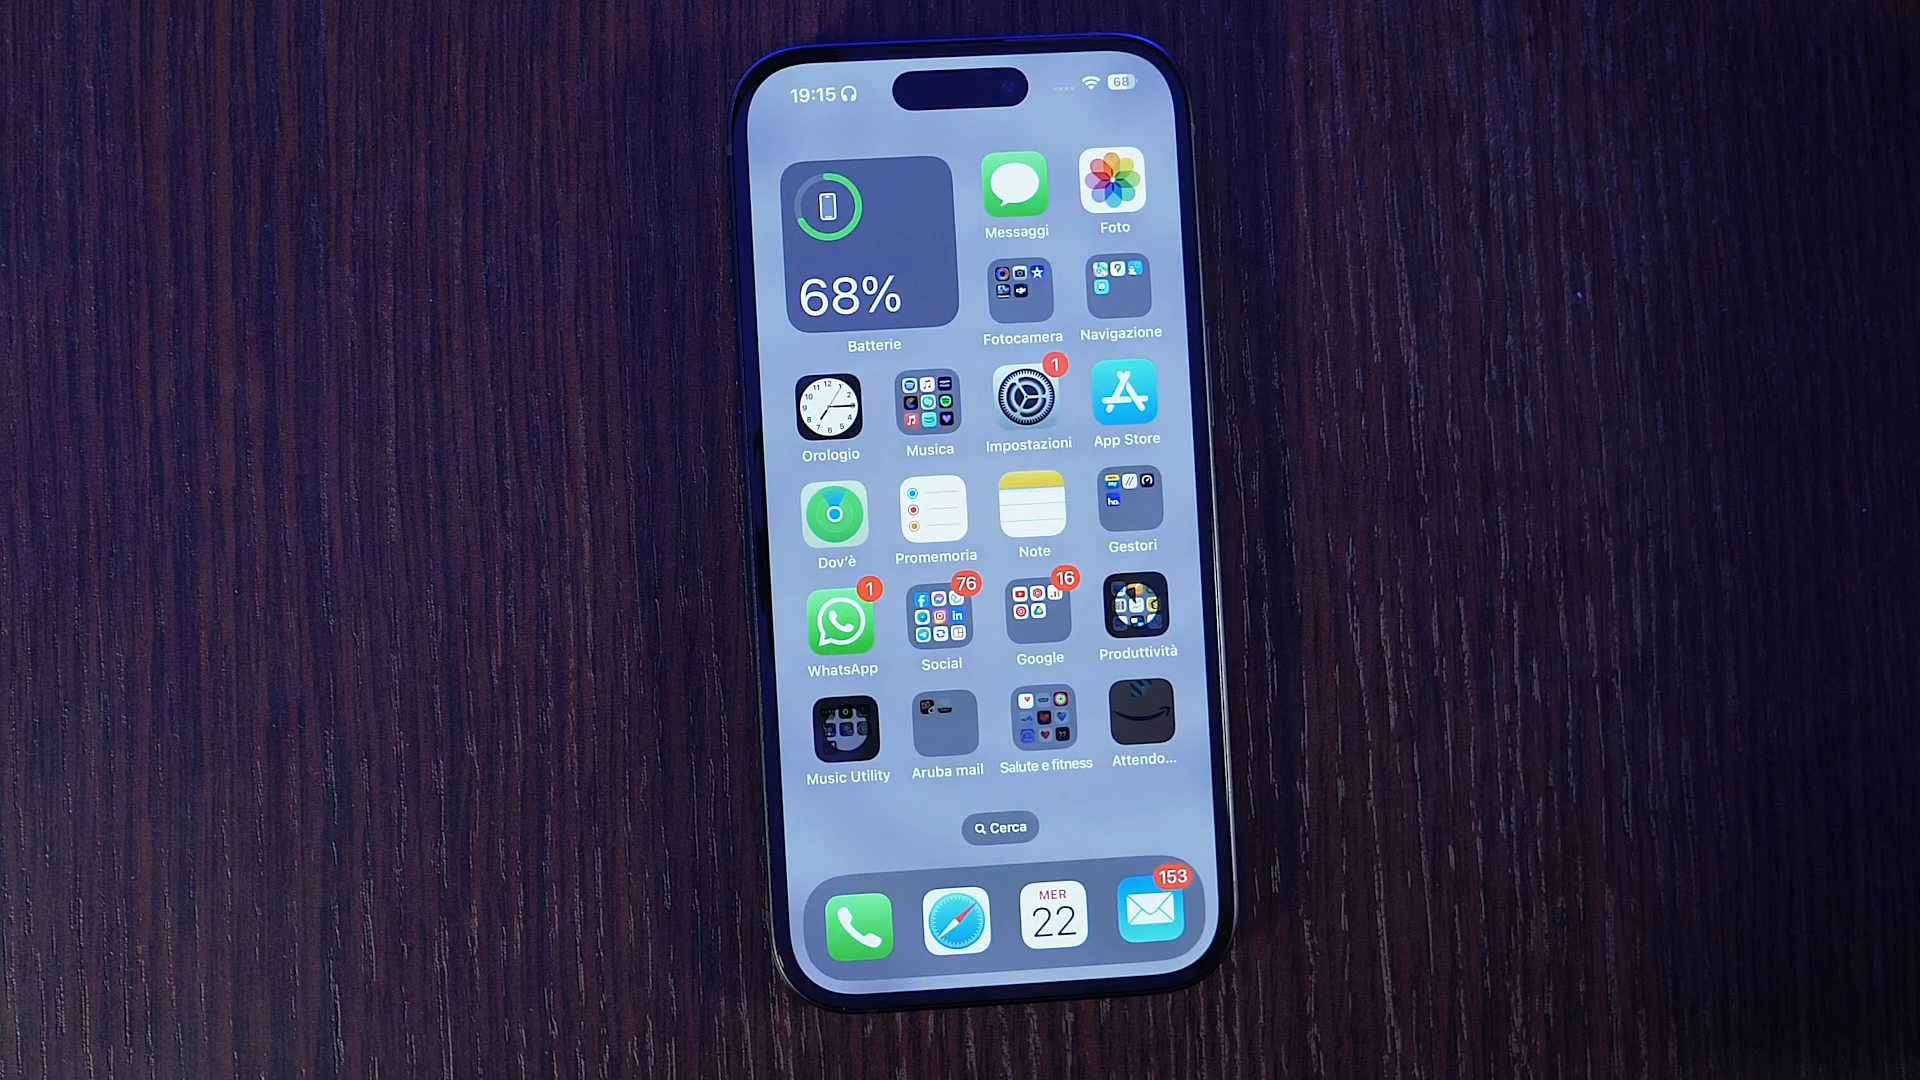 19:15
68
68%
Batterie
Messaggi
Foto
Fotocamera
Navigazione
1
Orologio
Musica
Impostazioni
App Store
Dov'è
Promemoria
Note
Gestori
1
76
16
WhatsApp
Social
Google
Produttività
Music Utility
Aruba mail
Salute e fitness
Attendo...
Cerca
153
MER
22